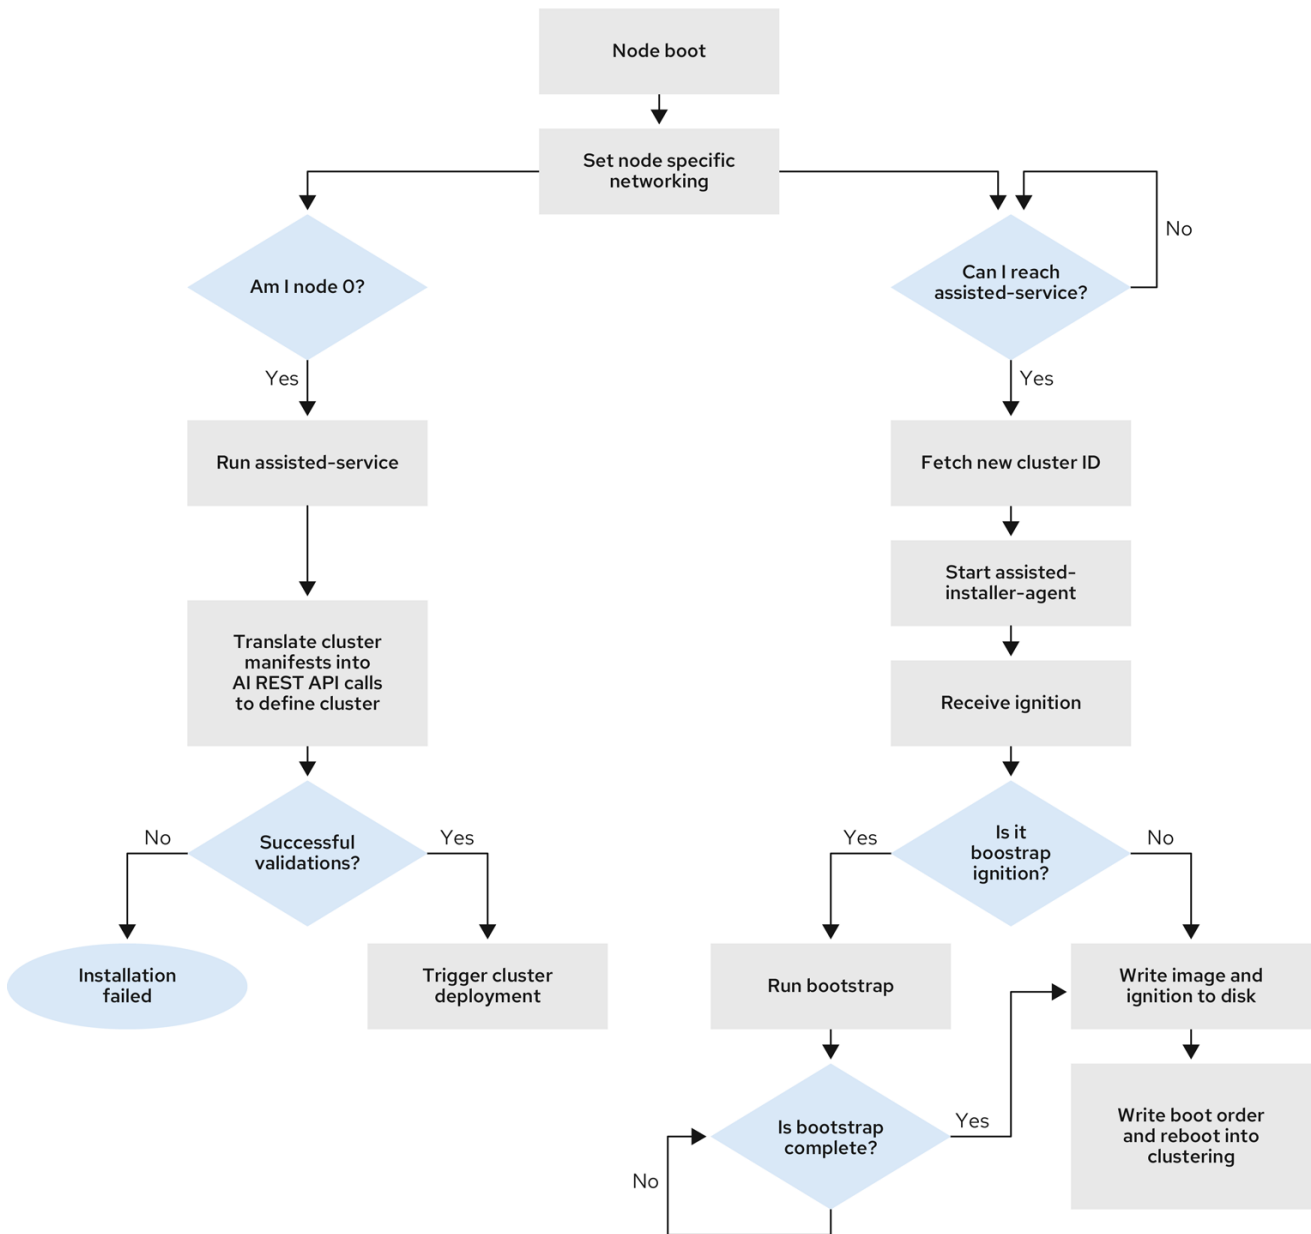 Node boot
Set node specific
networking
No
Am I node 0?
Can I reach
assisted-service?
Yes
Yes
Run assisted-service
Fetch new cluster ID
Start assisted-
installer-agent
Translate cluster
manifests into
AI REST API calls
to define cluster
Receive ignition
No
Successful
validations?
Yes
Yes
Is it
boostrap
ignition?
No
Installation
failed
Trigger cluster
deployment
Run bootstrap
Write image and
ignition to disk
Is bootstrap
complete?
Yes
No
Write boot order
and reboot into
clustering